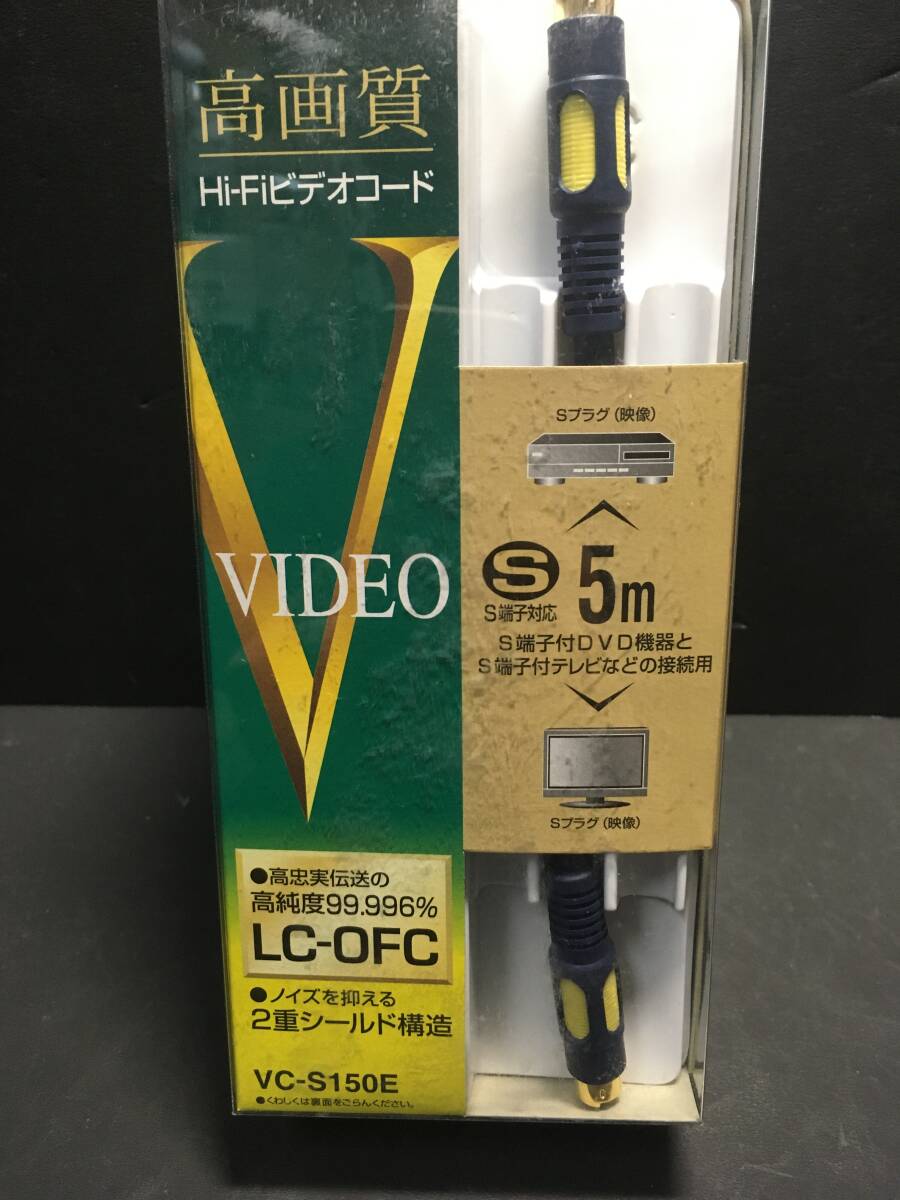 高画質
Hi-Fiビデオコード
VIDEO
Sプラグ（映像）
S
S端子対応
5m
S端子付DVD機器と
S端子付テレビなどの接続用
Sプラグ（映像）
●高忠実伝送の
高純度99.996%
LC-OFC
●ノイズを抑える
2重シールド構造
VC-S150E
●くわしくは裏面をごらんください。